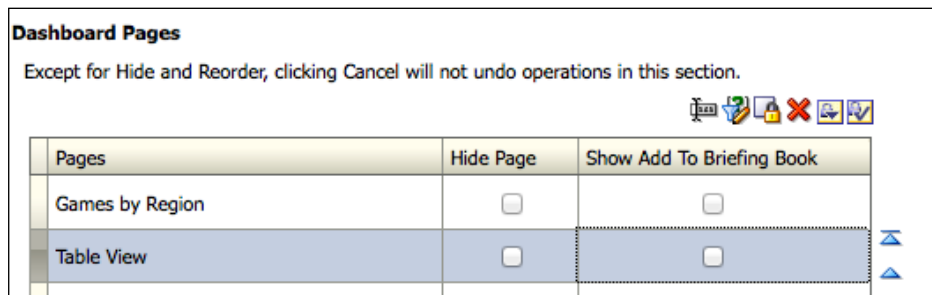 Dashboard Pages
Except for Hide and Reorder, clicking Cancel will not undo operations in this section.
Pages Hide Page Show Add To Briefing Book
Games by Region
Table View